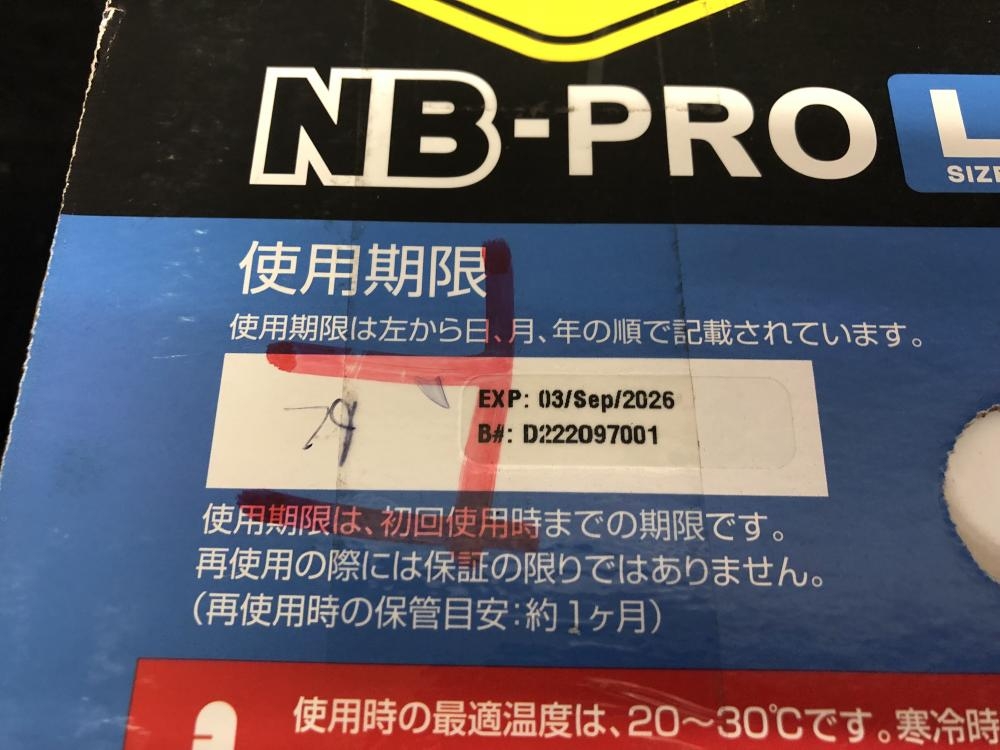 NB-PRO L
SIZE
使用期限
使用期限は左から日、月、年の順で記載されています。
EXP: 03/Sep/2026
B#: D222097001
使用期限は、初回使用時までの期限です。
再使用の際には保証の限りではありません。
（再使用時の保管目安：約1ヶ月）
使用時の最適温度は、20～30℃です。寒冷時